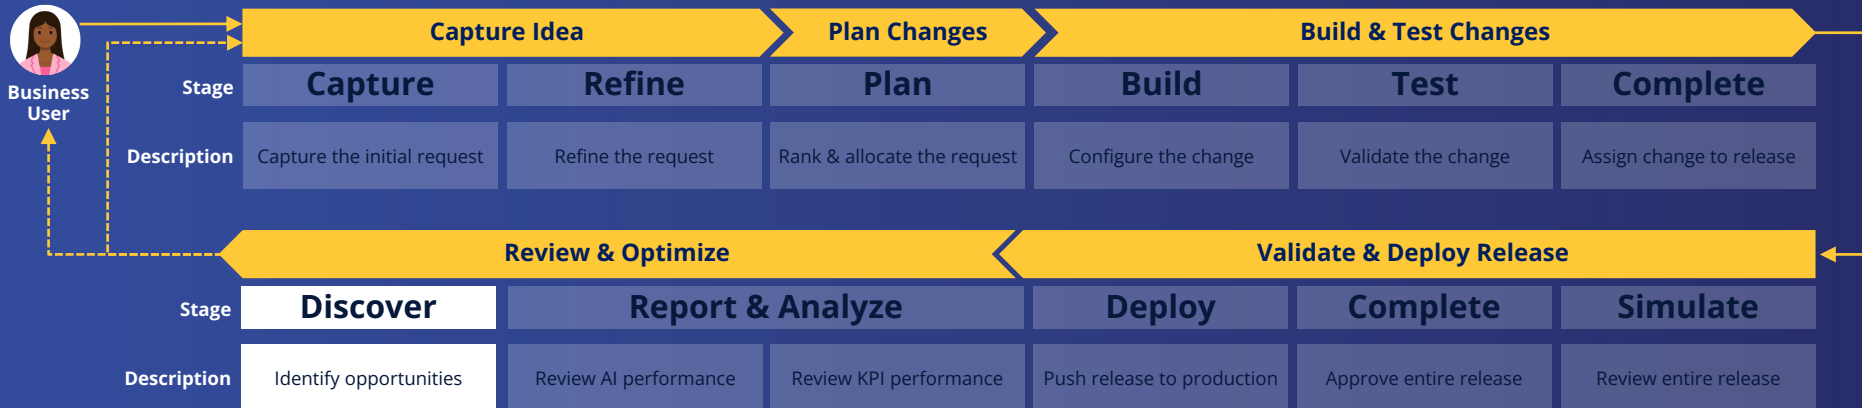 Capture Idea
Plan Changes
Build & Test Changes
Business
User
Stage
Capture
Refine
Plan
Build
Test
Complete
Description
Capture the initial request
Refine the request
Rank & allocate the request
Configure the change
Validate the change
Assign change to release
Review & Optimize
Validate & Deploy Release
Stage
Discover
Report & Analyze
Deploy
Complete
Simulate
Description
Identify opportunities
Review AI performance
Review KPI performance
Push release to production
Approve entire release
Review entire release